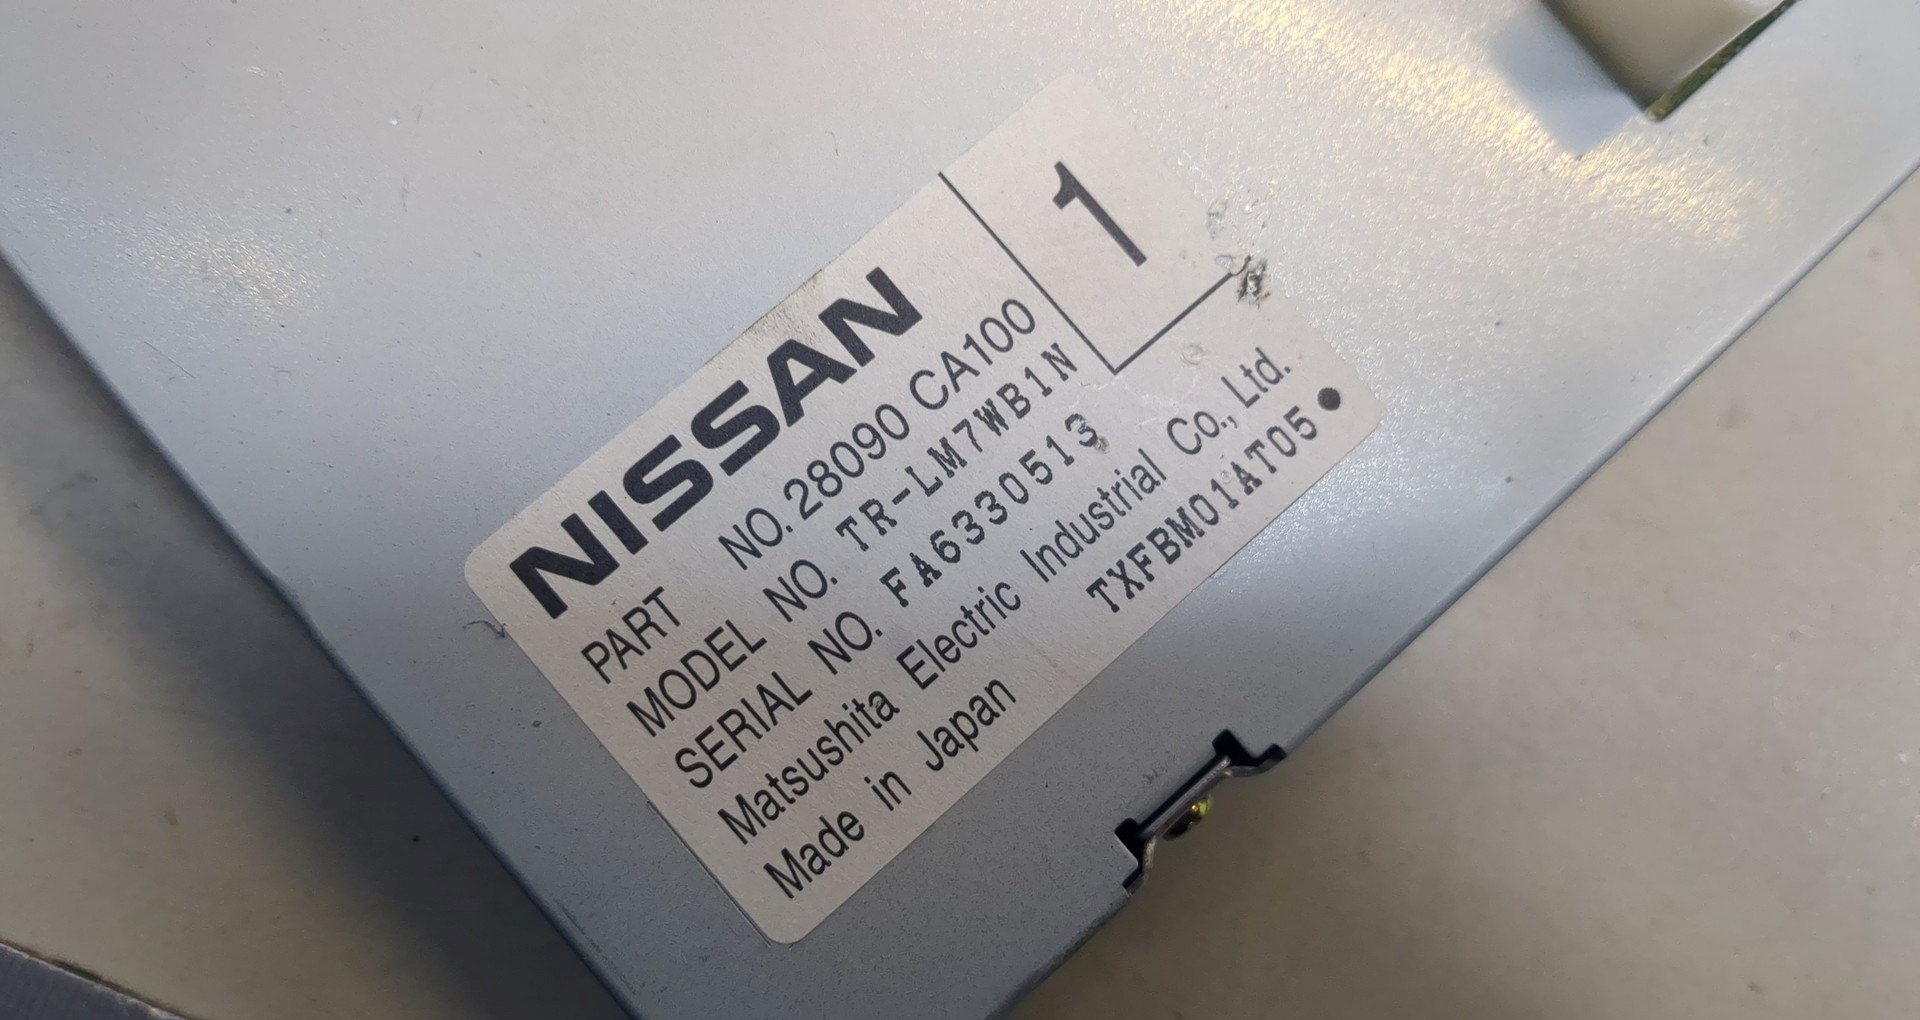 1
NISSAN
PART NO. 28090 CA100
MODEL NO. TR-LM7WB1N
SERIAL NO. FA6330513
Matsushita Electric Industrial Co., Ltd.
Made in Japan TXFBM01AT05